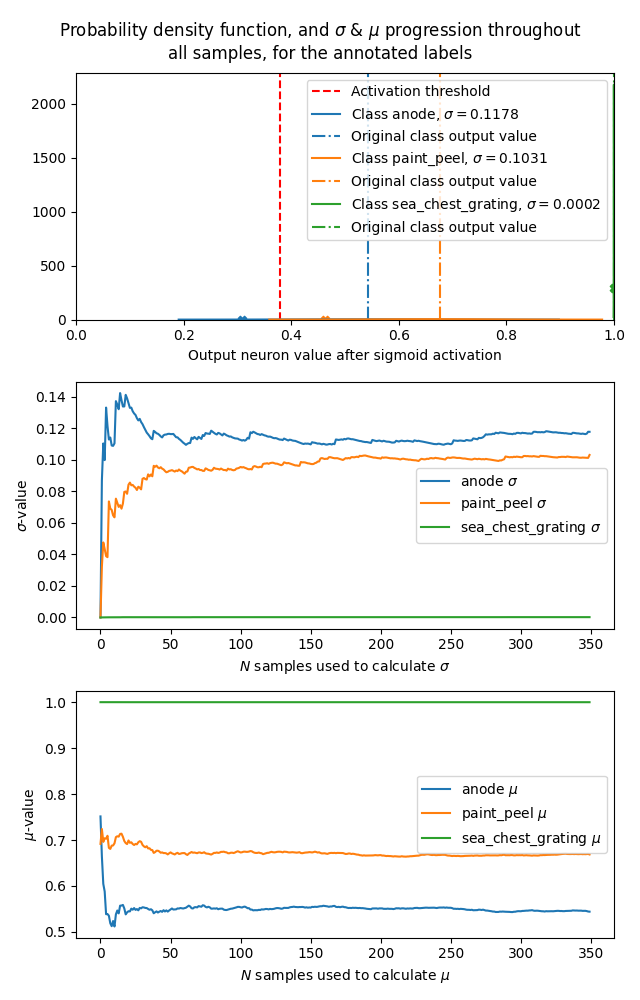 Probability density function, and σ & μ progression throughout
all samples, for the annotated labels
2000
1500
1000
500
0
Activation threshold
Class anode, σ = 0.1178
Original class output value
Class paint_peel, σ = 0.1031
Original class output value
Class sea_chest_grating, σ = 0.0002
Original class output value
0.0 0.2 0.4 0.6 0.8 1.0
Output neuron value after sigmoid activation
0.14
0.12
0.10
0.08
0.06
0.04
0.02
0.00
σ-value
anode σ
paint_peel σ
sea_chest_grating σ
0 50 100 150 200 250 300 350
N samples used to calculate σ
1.0
0.9
0.8
0.7
0.6
0.5
μ-value
anode μ
paint_peel μ
sea_chest_grating μ
0 50 100 150 200 250 300 350
N samples used to calculate μ